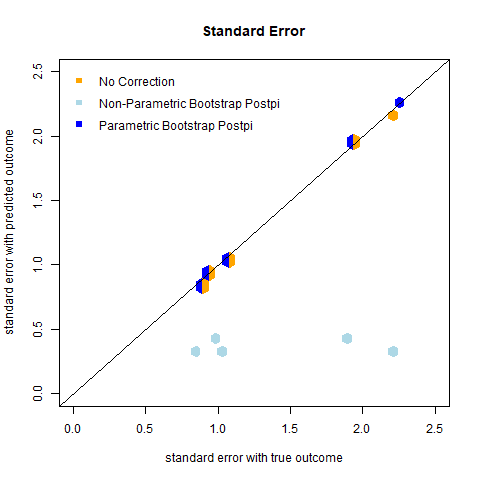 Standard Error
No Correction
Non-Parametric Bootstrap Postpi
Parametric Bootstrap Postpi
standard error with predicted outcome
2.5
2.0
1.5
1.0
0.5
0.0
0.0 0.5 1.0 1.5 2.0 2.5
standard error with true outcome